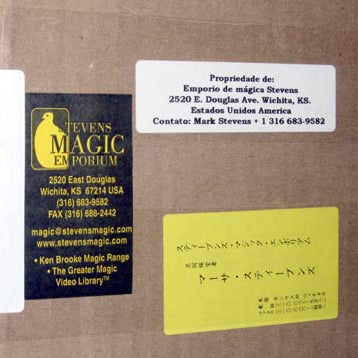 STEVENS
MAGIC
EMPORIUM
2520 East Douglas
Wichita, KS 67214 USA
(316) 683-9582
FAX (316) 686-2442
magic@stevensmagic.com
www.stevensmagic.com
• Ken Brooke Magic Range
• The Greater Magic
Video Library™
Propriedade de:
Emporio de mágica Stevens
2520 E. Douglas Ave. Wichita, KS.
Estados Unidos America
Contato: Mark Stevens + 1 316 683-9582
スティーブンズ・マジック・エンポリアム
マーサ・スティーブンズ